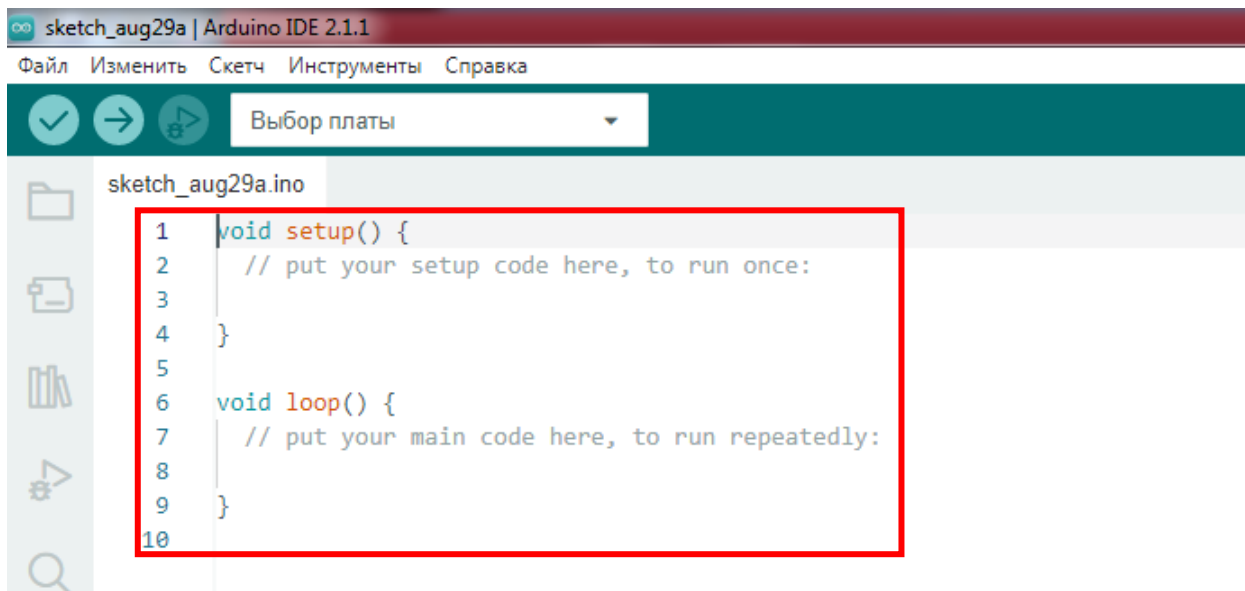 sketch_aug29a | Arduino IDE 2.1.1
Файл Изменить Скетч Инструменты Справка
Выбор платы
sketch_aug29a.ino
1 void setup() {
2 // put your setup code here, to run once:
3
4 }
5
6 void loop() {
7 // put your main code here, to run repeatedly:
8
9 }
10